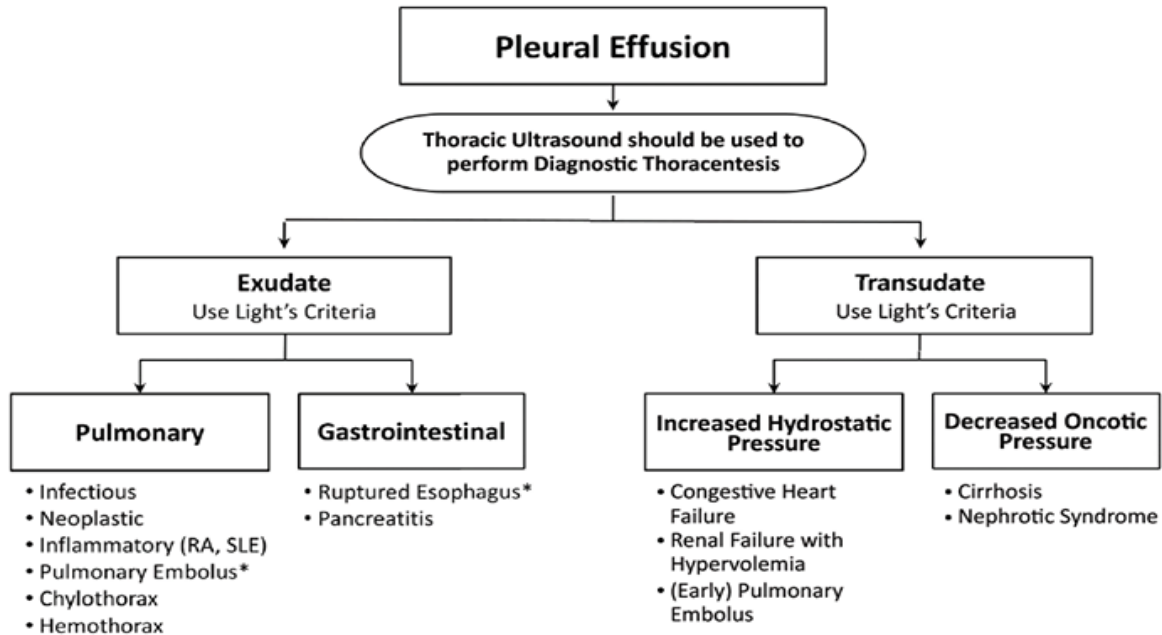 Pleural Effusion
Thoracic Ultrasound should be used to
perform Diagnostic Thoracentesis
Exudate
Use Light's Criteria
Transudate
Use Light's Criteria
Pulmonary
• Infectious
• Neoplastic
• Inflammatory (RA, SLE)
• Pulmonary Embolus*
• Chylothorax
• Hemothorax
Gastrointestinal
• Ruptured Esophagus*
• Pancreatitis
Increased Hydrostatic
Pressure
• Congestive Heart
Failure
• Renal Failure with
Hypervolemia
• (Early) Pulmonary
Embolus
Decreased Oncotic
Pressure
• Cirrhosis
• Nephrotic Syndrome